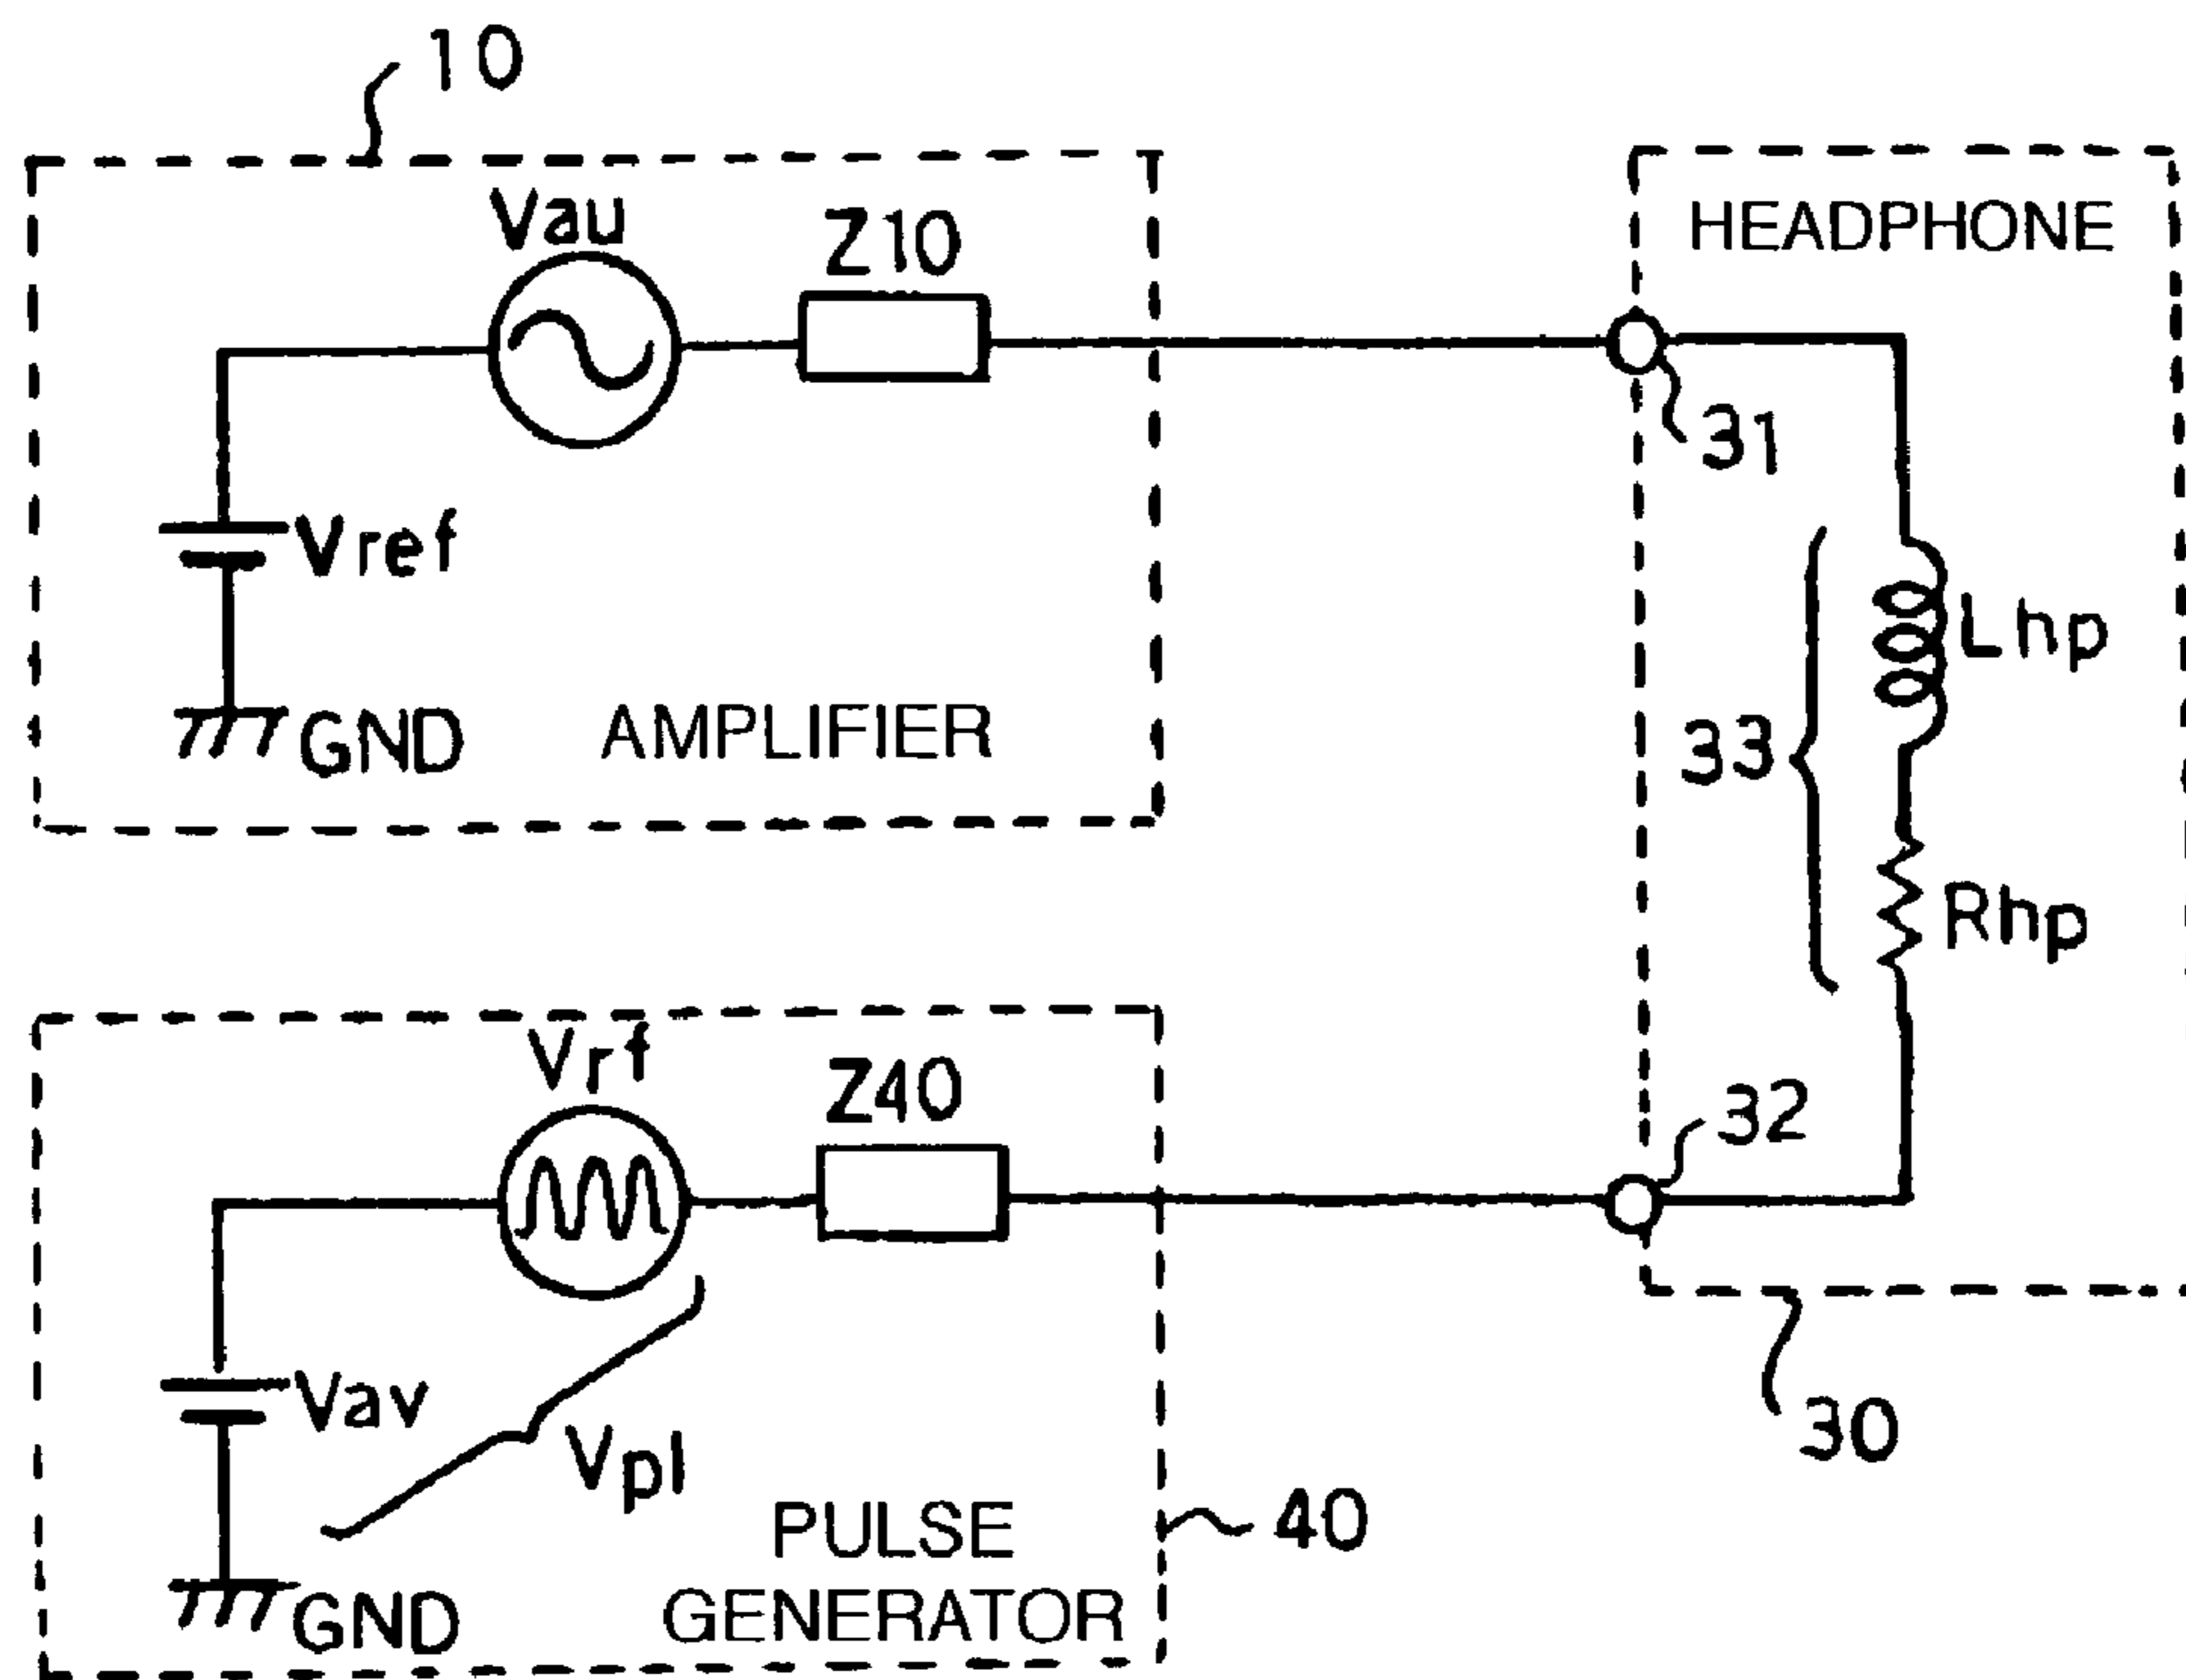 10
Vau
Z10
HEADPHONE
31
Vref
Lhp
GND
AMPLIFIER
33
Rhp
Vrf
Z40
32
Vav
Vpl
30
PULSE
GENERATOR
40
GND